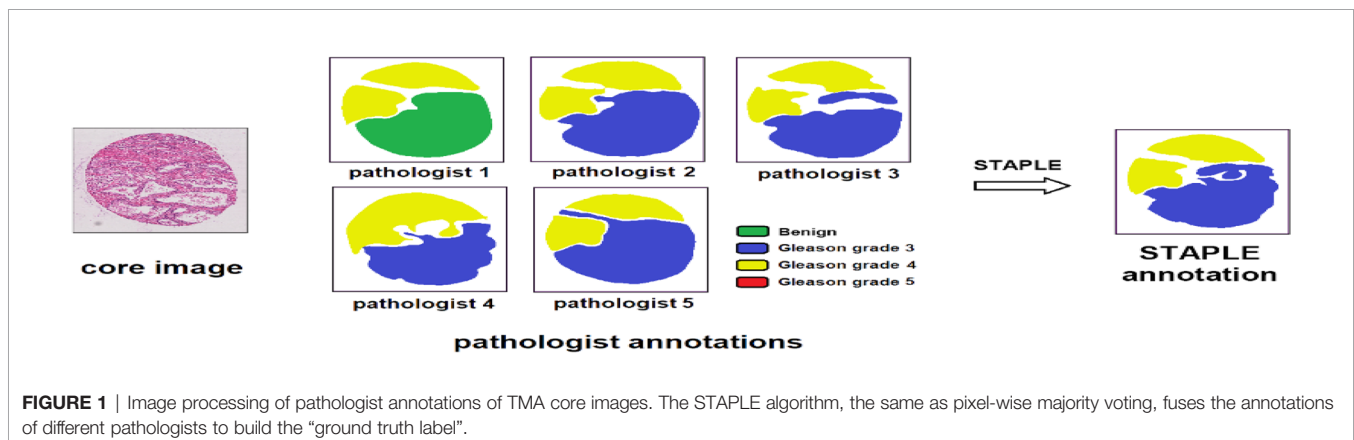 core image
pathologist 1
pathologist 2
pathologist 3
pathologist 4
pathologist 5
Benign
Gleason grade 3
Gleason grade 4
Gleason grade 5
pathologist annotations
STAPLE
STAPLE
annotation
FIGURE 1 | Image processing of pathologist annotations of TMA core images. The STAPLE algorithm, the same as pixel-wise majority voting, fuses the annotations
of different pathologists to build the “ground truth label”.